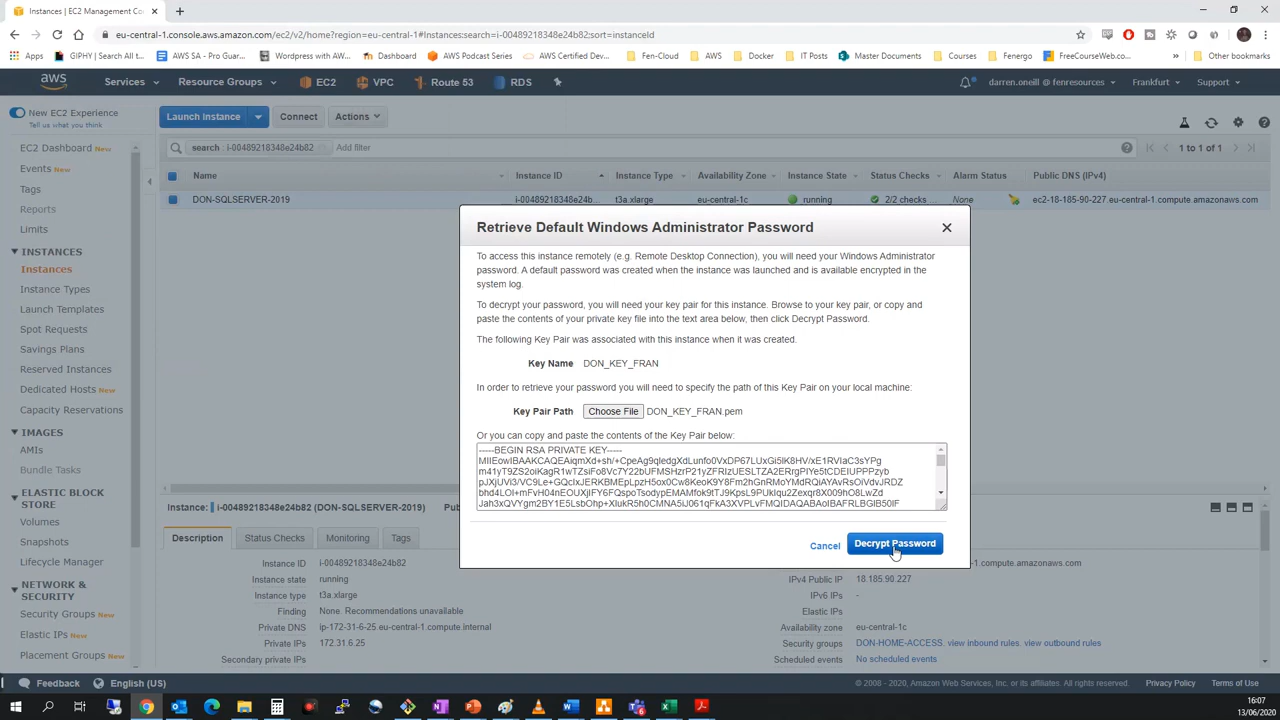 Instances | EC2 Management Co
eu-central-1.console.aws.amazon.com/ec2/v2/home?region=eu-central-1#Instances:search=i-00489218348e24b82;sort=instanceId
Apps
GIPHY | Search All t...
AWS SA - Pro Guara...
Wordpress with AW...
Dashboard
AWS Podcast Series
AWS Certified Dev...
Fen-Cloud
AWS
Docker
IT Posts
Master Documents
Courses
Fenergo
FreeCourseWeb.co...
»
Other bookmarks
aws
Services
Resource Groups
EC2
VPC
Route 53
RDS
darren.oneill @ fenresources
Frankfurt
Support
New EC2 Experience
Tell us what you think
Launch Instance
Connect
Actions
EC2 Dashboard New
Events New
Tags
Reports
Limits
INSTANCES
Instances
Instance Types
Launch Templates
Spot Requests
Savings Plans
Reserved Instances
Dedicated Hosts New
Capacity Reservations
IMAGES
AMIs
Bundle Tasks
ELASTIC BLOCK
STORE
Volumes
Snapshots
Lifecycle Manager
NETWORK &
SECURITY
Security Groups New
Elastic IPs New
Placement Groups New
search : i-00489218348e24b82
Add filter
1 to 1 of 1
Name
Instance ID
Instance Type
Availability Zone
Instance State
Status Checks
Alarm Status
Public DNS (IPv4)
DON-SQLSERVER-2019
i-00489218348e24b...
t3a.xlarge
eu-central-1c
running
2/2 checks ...
None
ec2-18-185-90-227.eu-central-1.compute.amazonaws.com
Retrieve Default Windows Administrator Password
To access this instance remotely (e.g. Remote Desktop Connection), you will need your Windows Administrator
password. A default password was created when the instance was launched and is available encrypted in the
system log.
To decrypt your password, you will need your key pair for this instance. Browse to your key pair, or copy and
paste the contents of your private key file into the text area below, then click Decrypt Password.
The following Key Pair was associated with this instance when it was created.
Key Name DON_KEY_FRAN
In order to retrieve your password you will need to specify the path of this Key Pair on your local machine:
Key Pair Path Choose File DON_KEY_FRAN.pem
Or you can copy and paste the contents of the Key Pair below:
-----BEGIN RSA PRIVATE KEY-----
Cancel
Decrypt Password
Instance: i-00489218348e24b82 (DON-SQLSERVER-2019)
Description
Status Checks
Monitoring
Tags
Instance ID i-00489218348e24b82
.compute.amazonaws.com
Instance state running
IPv4 Public IP 18.185.90.227
Instance type t3a.xlarge
IPv6 IPs -
Finding None. Recommendations unavailable
Elastic IPs
Private DNS ip-172-31-6-25.eu-central-1.compute.internal
Availability zone eu-central-1c
Private IPs 172.31.6.25
Security groups DON-HOME-ACCESS. view inbound rules. view outbound rules
Secondary private IPs
Scheduled events No scheduled events
Feedback
English (US)
© 2008 - 2020, Amazon Web Services, Inc. or its affiliates. All rights reserved.
Privacy Policy
Terms of Use
16:07
13/06/2020